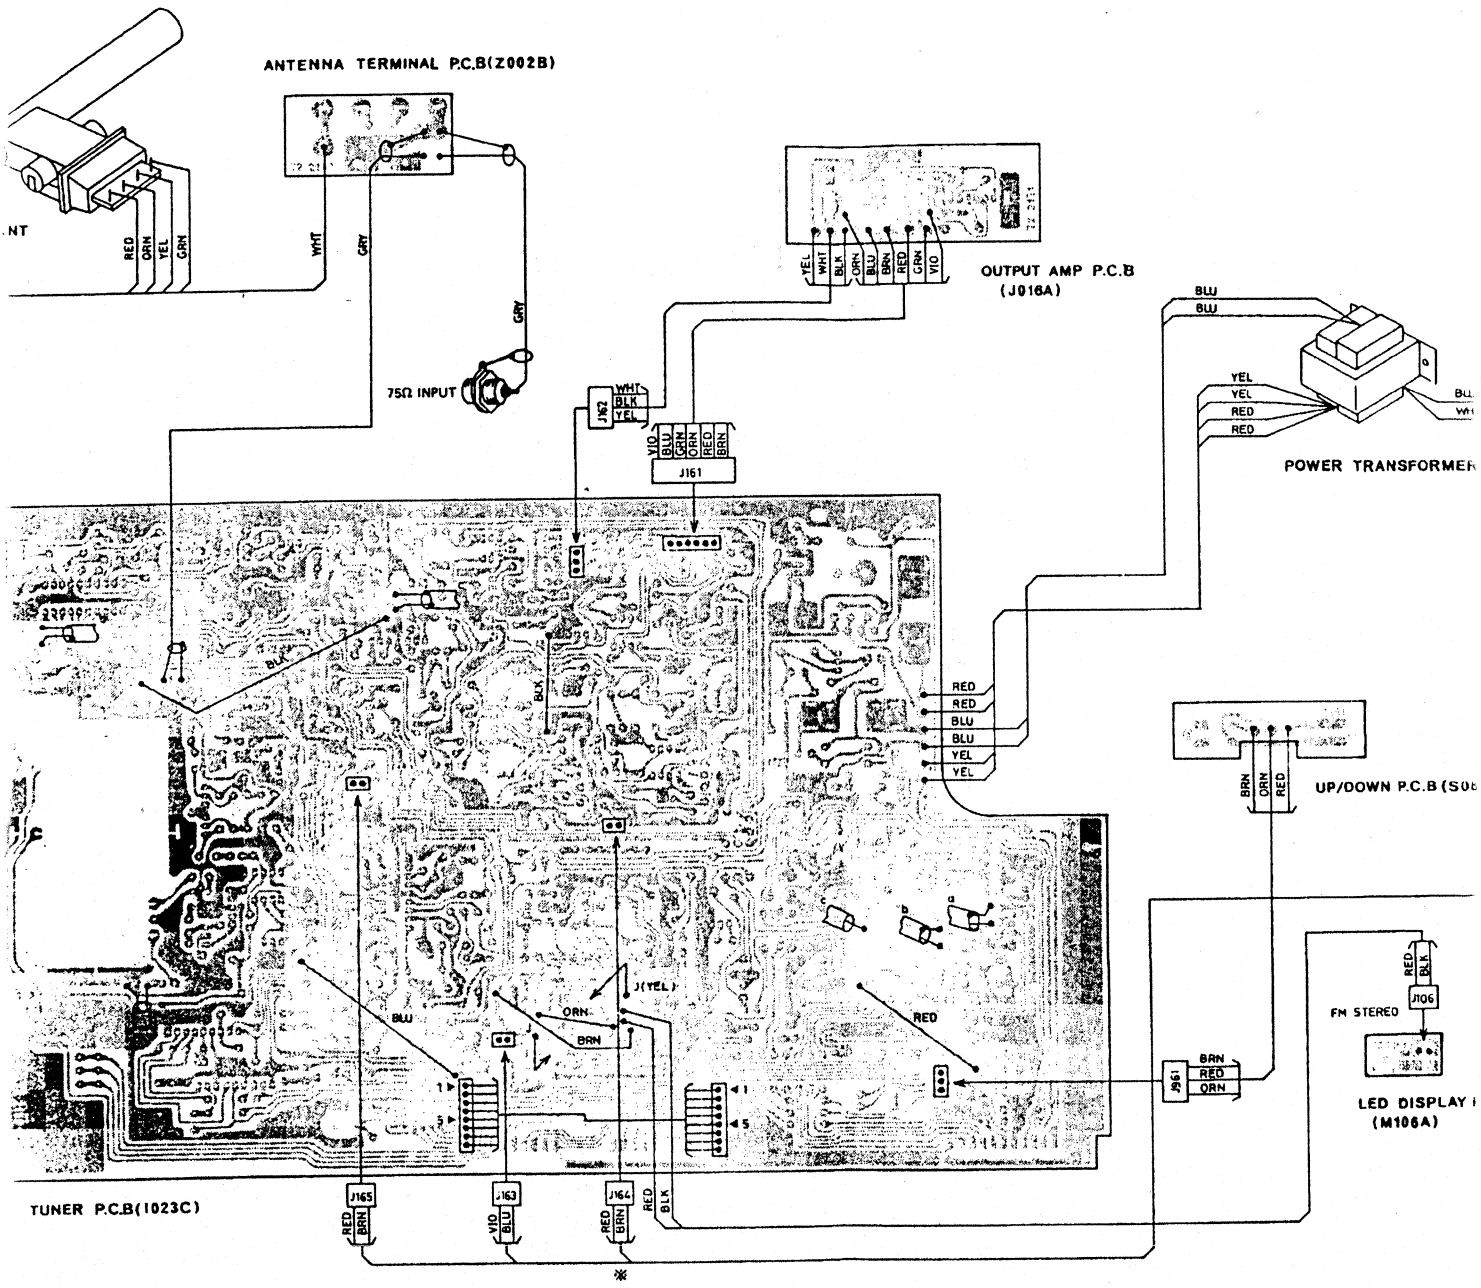 ANTENNA TERMINAL P.C.B(Z002B)
NT
RED
ORN
YEL
GRN
WHT
GRY
GRY
75Ω INPUT
YEL
WHT
BLK
ORN
BLU
BRN
RED
GRN
VIO
OUTPUT AMP P.C.B
(J016A)
BLU
BLU
YEL
YEL
RED
RED
POWER TRANSFORMER
J162
WHT
BLK
YEL
VIO
BLU
GRN
ORN
RED
BRN
J161
BLK
BLK
RED
RED
BLU
BLU
YEL
YEL
BRN
ORN
RED
UP/DOWN P.C.B (S0
c
b
a
BLU
ORN
BRN
J(YEL)
J
RED
RED
BLK
J106
FM STEREO
J961
BRN
RED
ORN
LED DISPLAY
(M106A)
1
5
1
5
TUNER P.C.B(1023C)
J165
RED
BRN
J163
VIO
BLU
J164
RED
BRN
RED
BLK
※